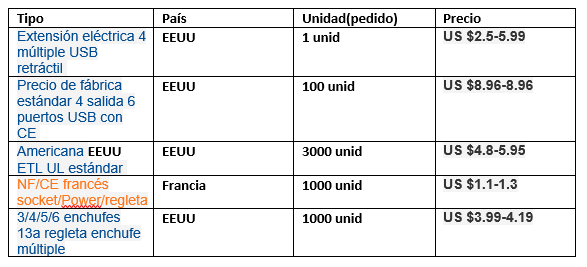 Tipo País Unidad(pedido) Precio
Extensión eléctrica 4 EEUU 1 unid US $2.5-5.99
múltiple USB
retráctil
Precio de fábrica EEUU 100 unid US $8.96-8.96
estándar 4 salida 6
puertos USB con
CE
Americana EEUU EEUU 3000 unid US $4.8-5.95
ETL UL estándar
NF/CE francés Francia 1000 unid US $1.1-1.3
socket/Power/regleta
3/4/5/6 enchufes EEUU 1000 unid US $3.99-4.19
13a regleta enchufe
múltiple